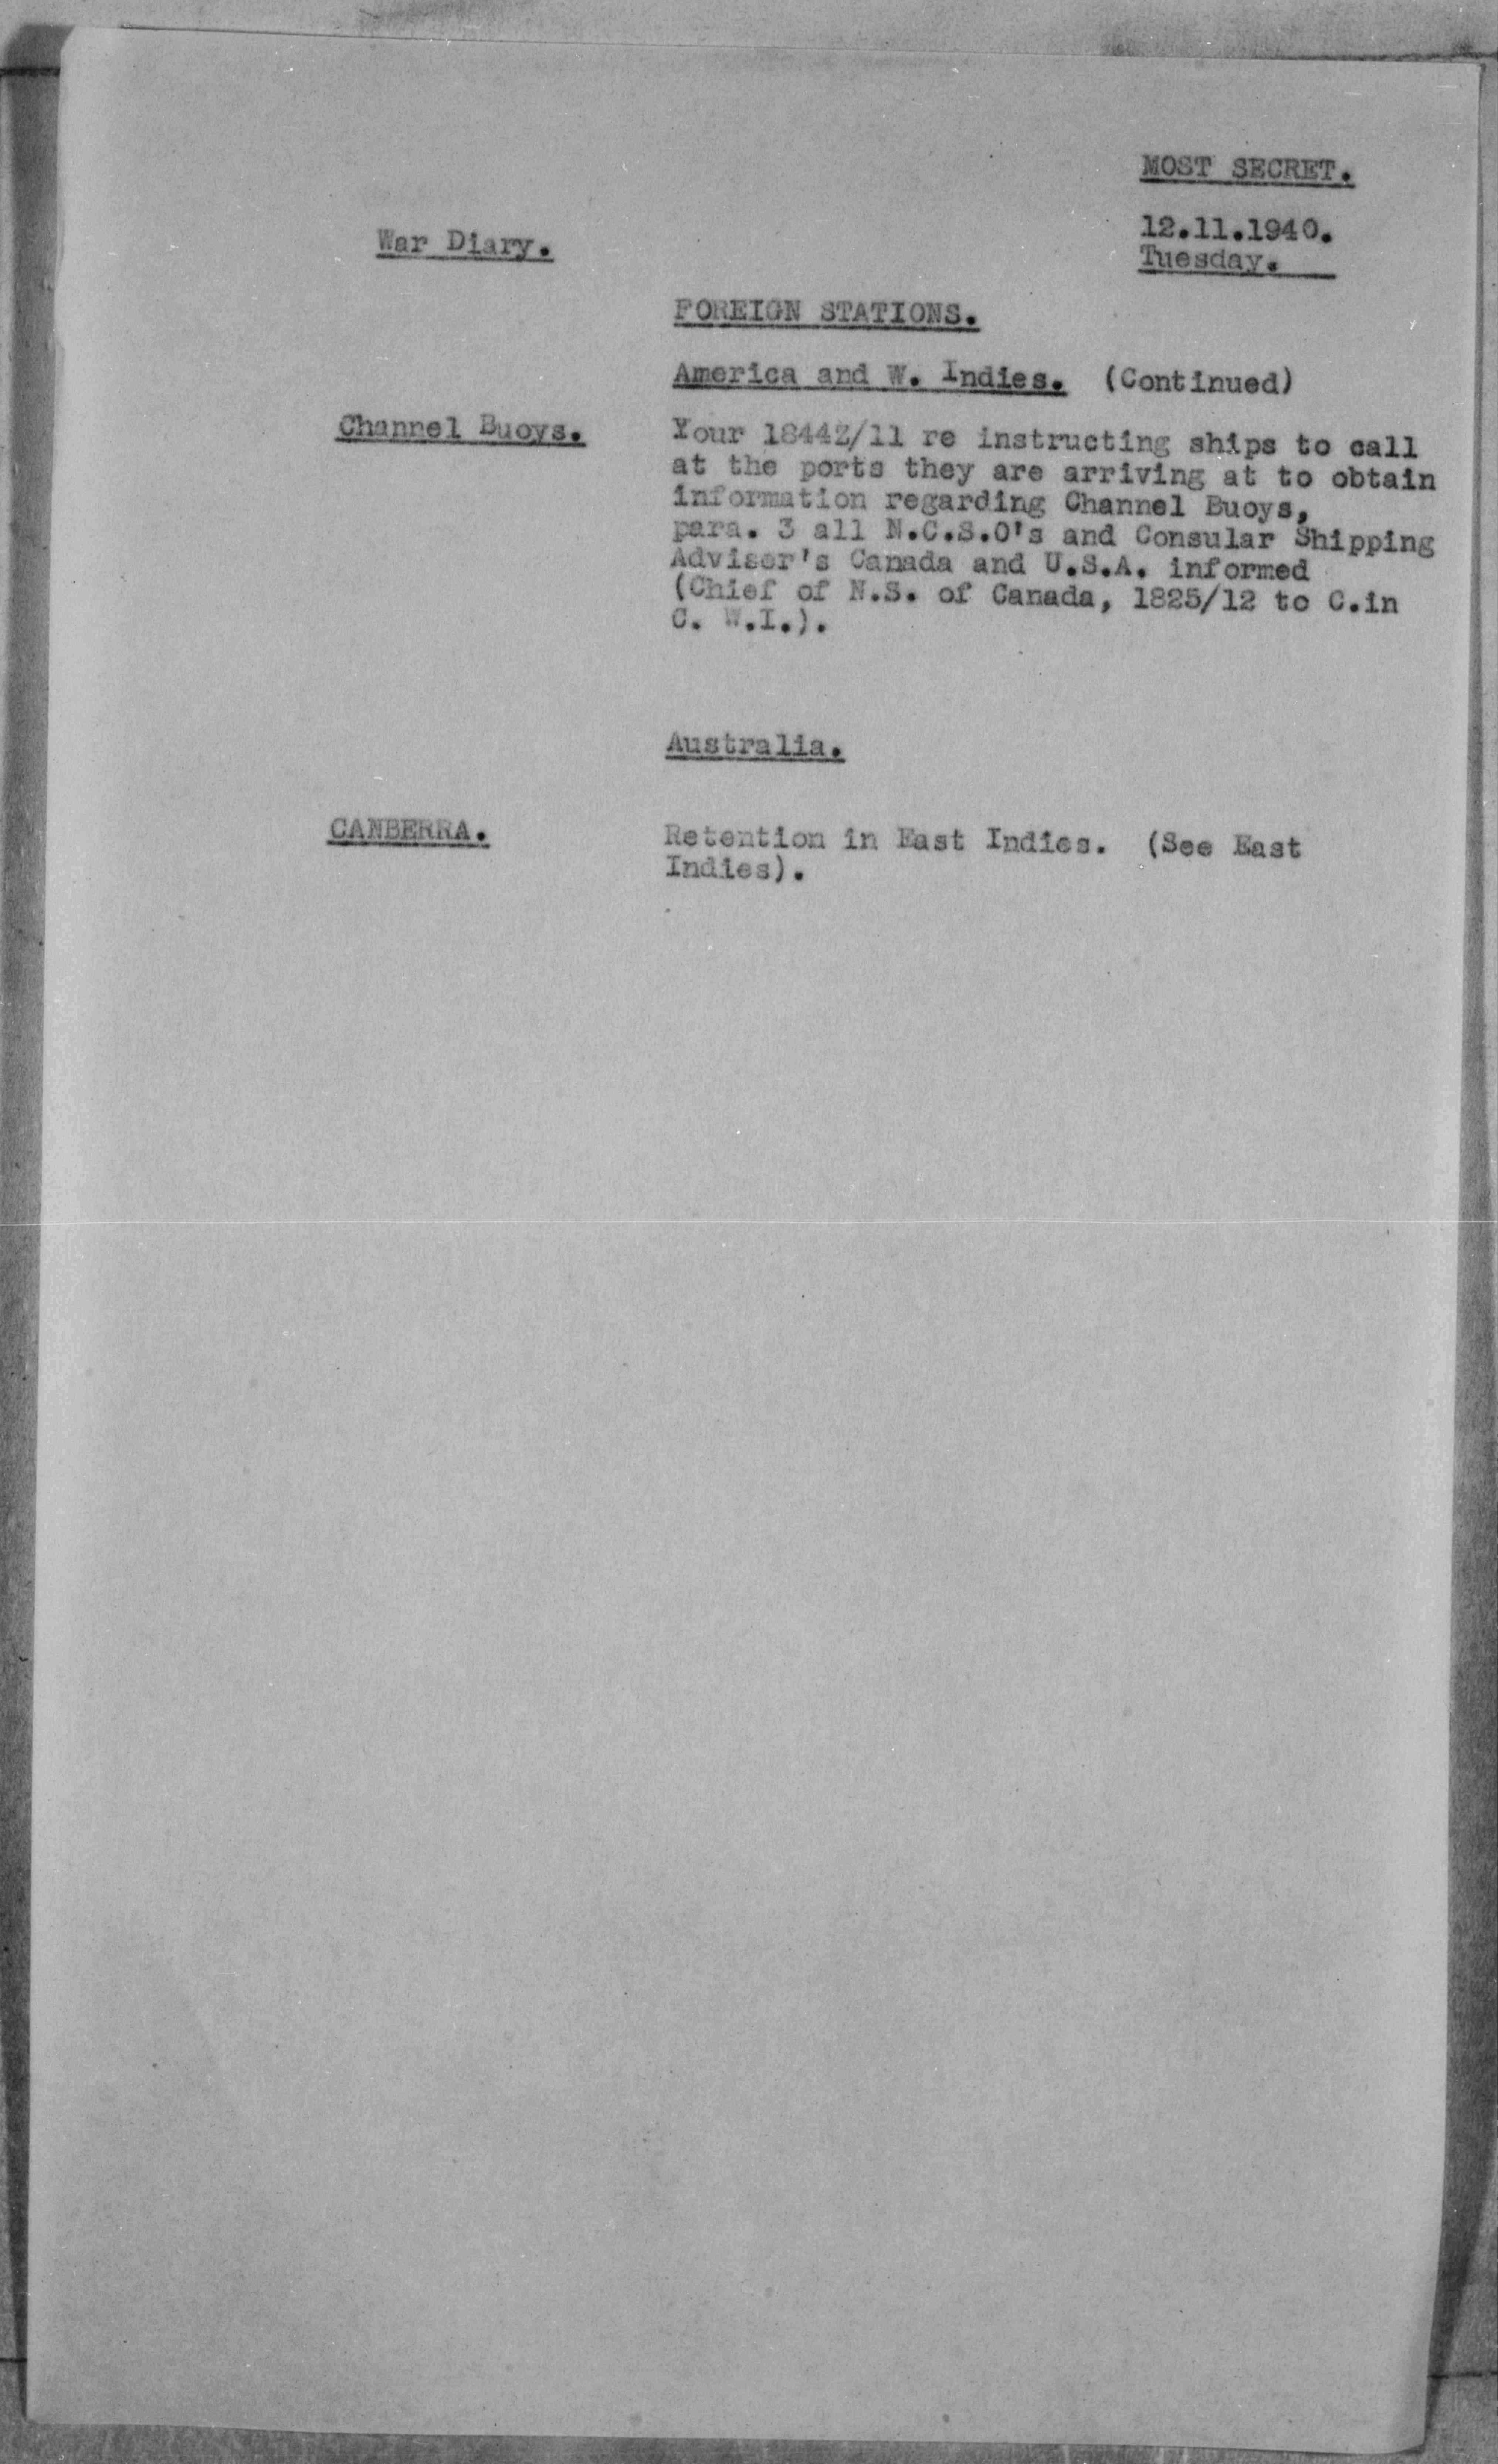 MOST SECRET.
War Diary.
12.11.1940.
Tuesday.
FOREIGN STATIONS.
America and W. Indies. (Continued)
Channel Buoys. Your 1844Z/11 re instructing ships to call
at the ports they are arriving at to obtain
information regarding Channel Buoys,
para. 3 all N.C.S.O's and Consular Shipping
Adviser's Canada and U.S.A. informed
(Chief of N.S. of Canada, 1825/12 to C.in
C. W.I.).
Australia.
CANBERRA. Retention in East Indies. (See East
Indies).